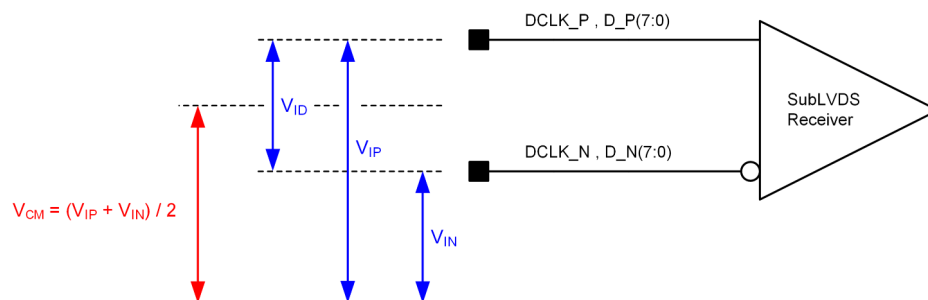 DCLK_P , D_P(7:0)
SubLVDS
Receiver
V_ID
V_IP
DCLK_N , D_N(7:0)
V_CM = (V_IP + V_IN) / 2
V_IN